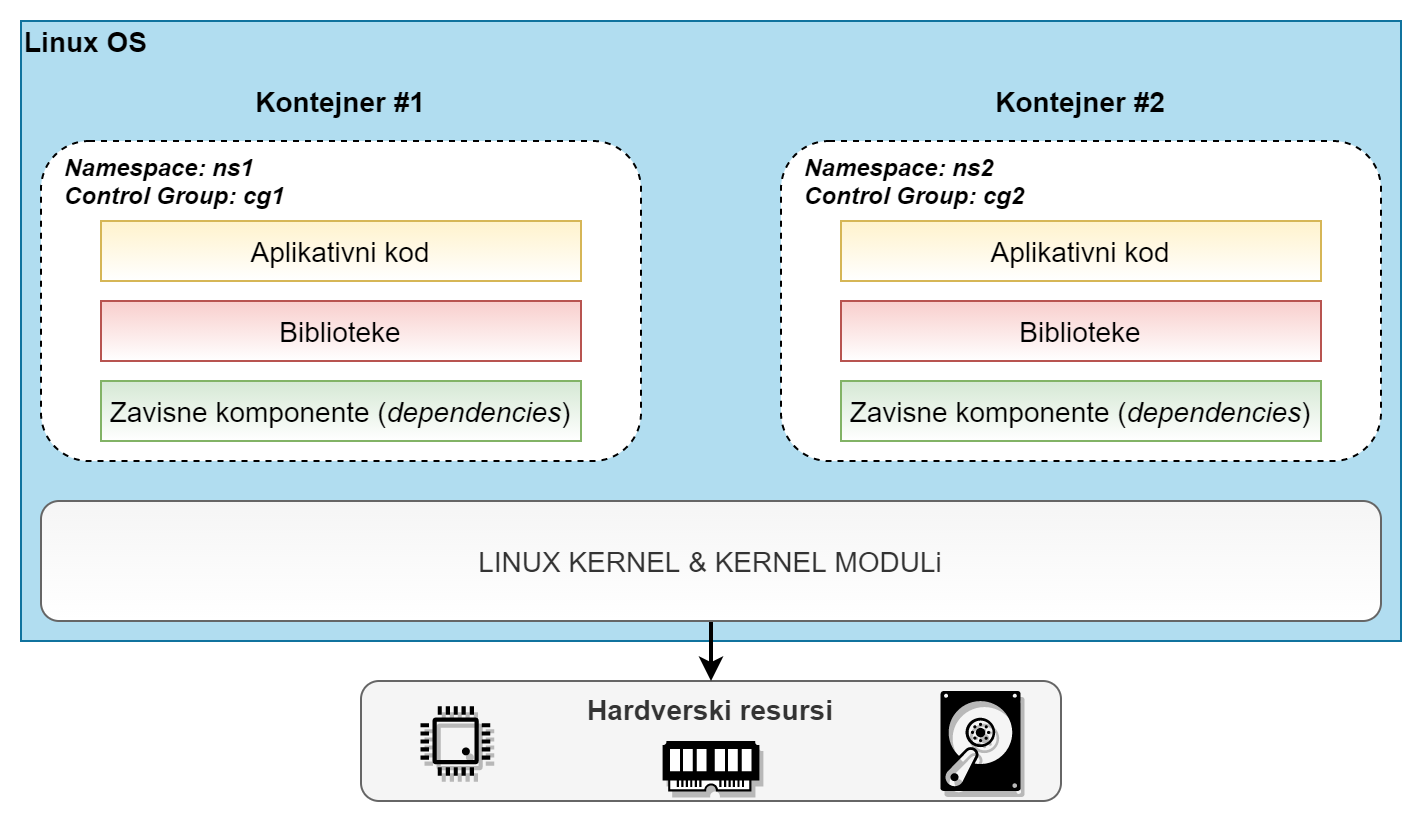 Linux OS
Kontejner #1
Namespace: ns1
Control Group: cg1
Aplikativni kod
Biblioteke
Zavisne komponente (dependencies)
Kontejner #2
Namespace: ns2
Control Group: cg2
Aplikativni kod
Biblioteke
Zavisne komponente (dependencies)
LINUX KERNEL & KERNEL MODULi
Hardverski resursi